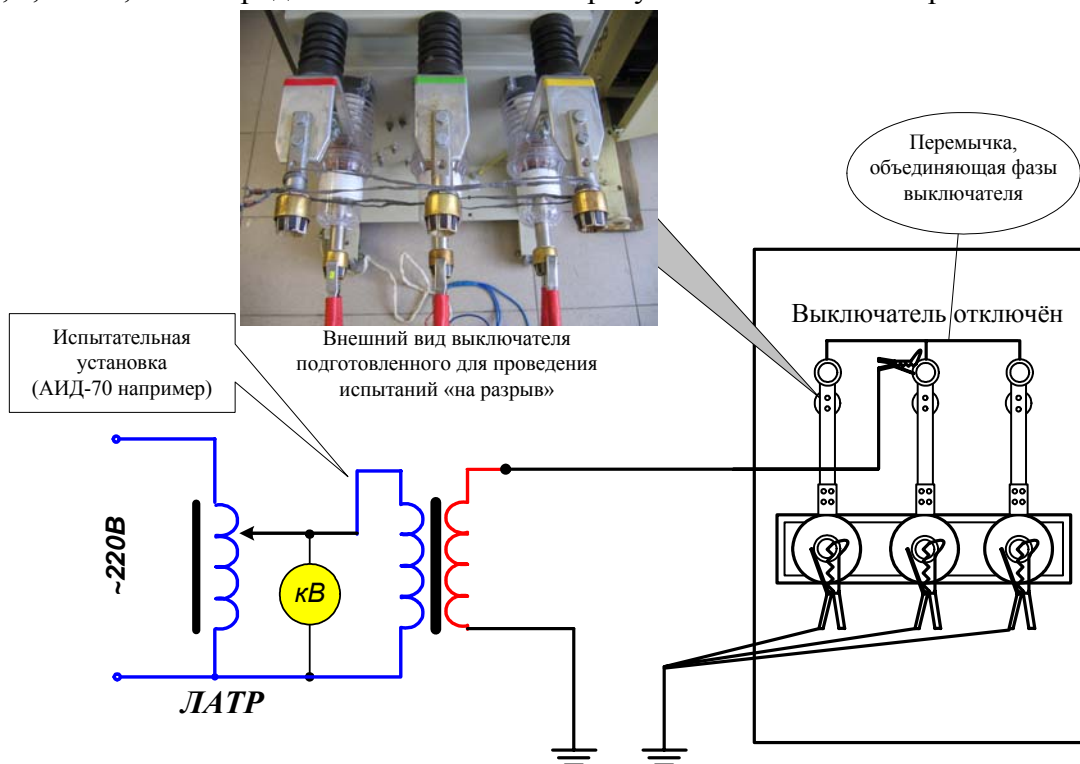 Перемычка,
объединяющая фазы
выключателя
Выключатель отключён
Испытательная
установка
(АИД-70 например)
Внешний вид выключателя
подготовленного для проведения
испытаний «на разрыв»
~220В
кВ
ЛАТР